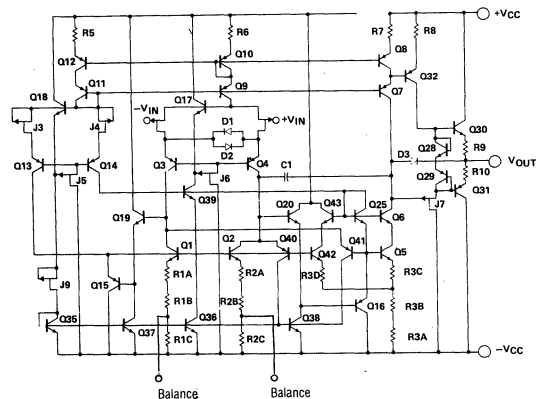 +VCC
R5
R6
R7
R8
Q12
Q10
Q8
Q11
Q9
Q7
Q32
Q18
Q17
-VIN
+VIN
J3
J4
D1
D2
Q30
Q28
R9
D3
VOUT
R10
Q29
Q31
Q13
Q14
J5
Q3
Q4
C1
J6
Q39
J7
Q19
Q20
Q43
Q25
Q6
Q1
Q2
Q40
Q41
Q5
Q42
R1A
R2A
R3D
R3C
J9
Q15
R1B
R2B
R3B
Q16
Q35
Q37
Q36
Q38
R1C
R2C
R3A
-VCC
Balance
Balance